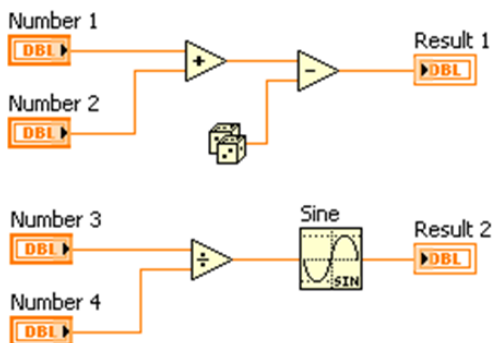 Number 1
DBL
Result 1
+
-
DBL
Number 2
DBL
Number 3
DBL
Sine
Result 2
÷
SIN
DBL
Number 4
DBL